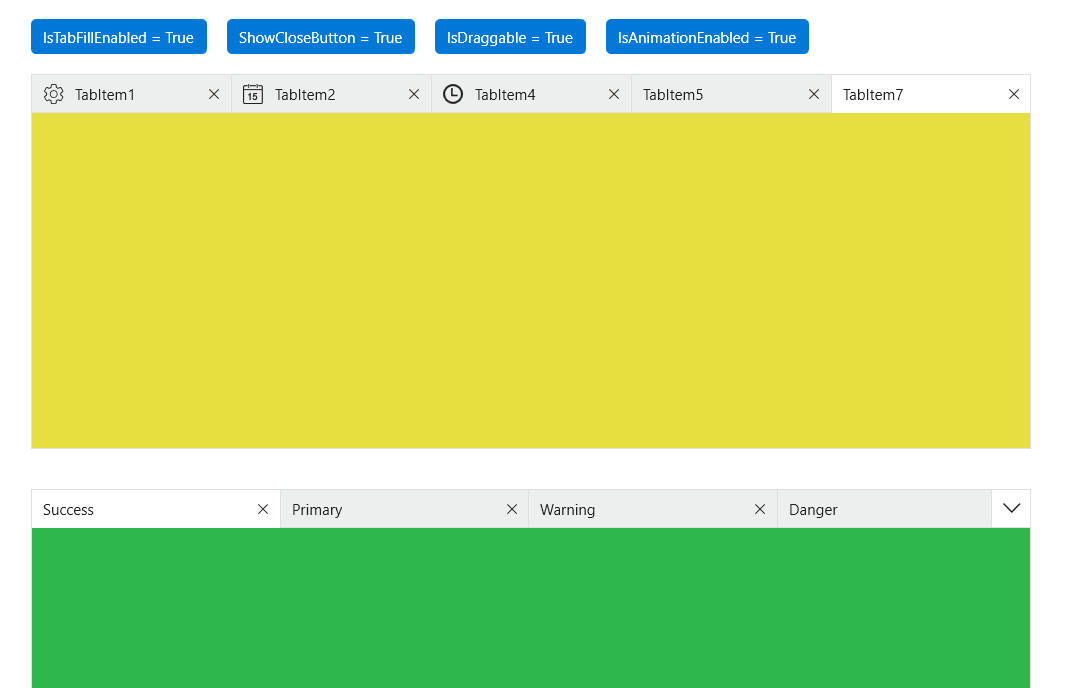 IsTabFillEnabled = True ShowCloseButton = True IsDraggable = True IsAnimationEnabled = True
TabItem1 15 TabItem2 TabItem4 TabItem5 TabItem7
Success Primary Warning Danger